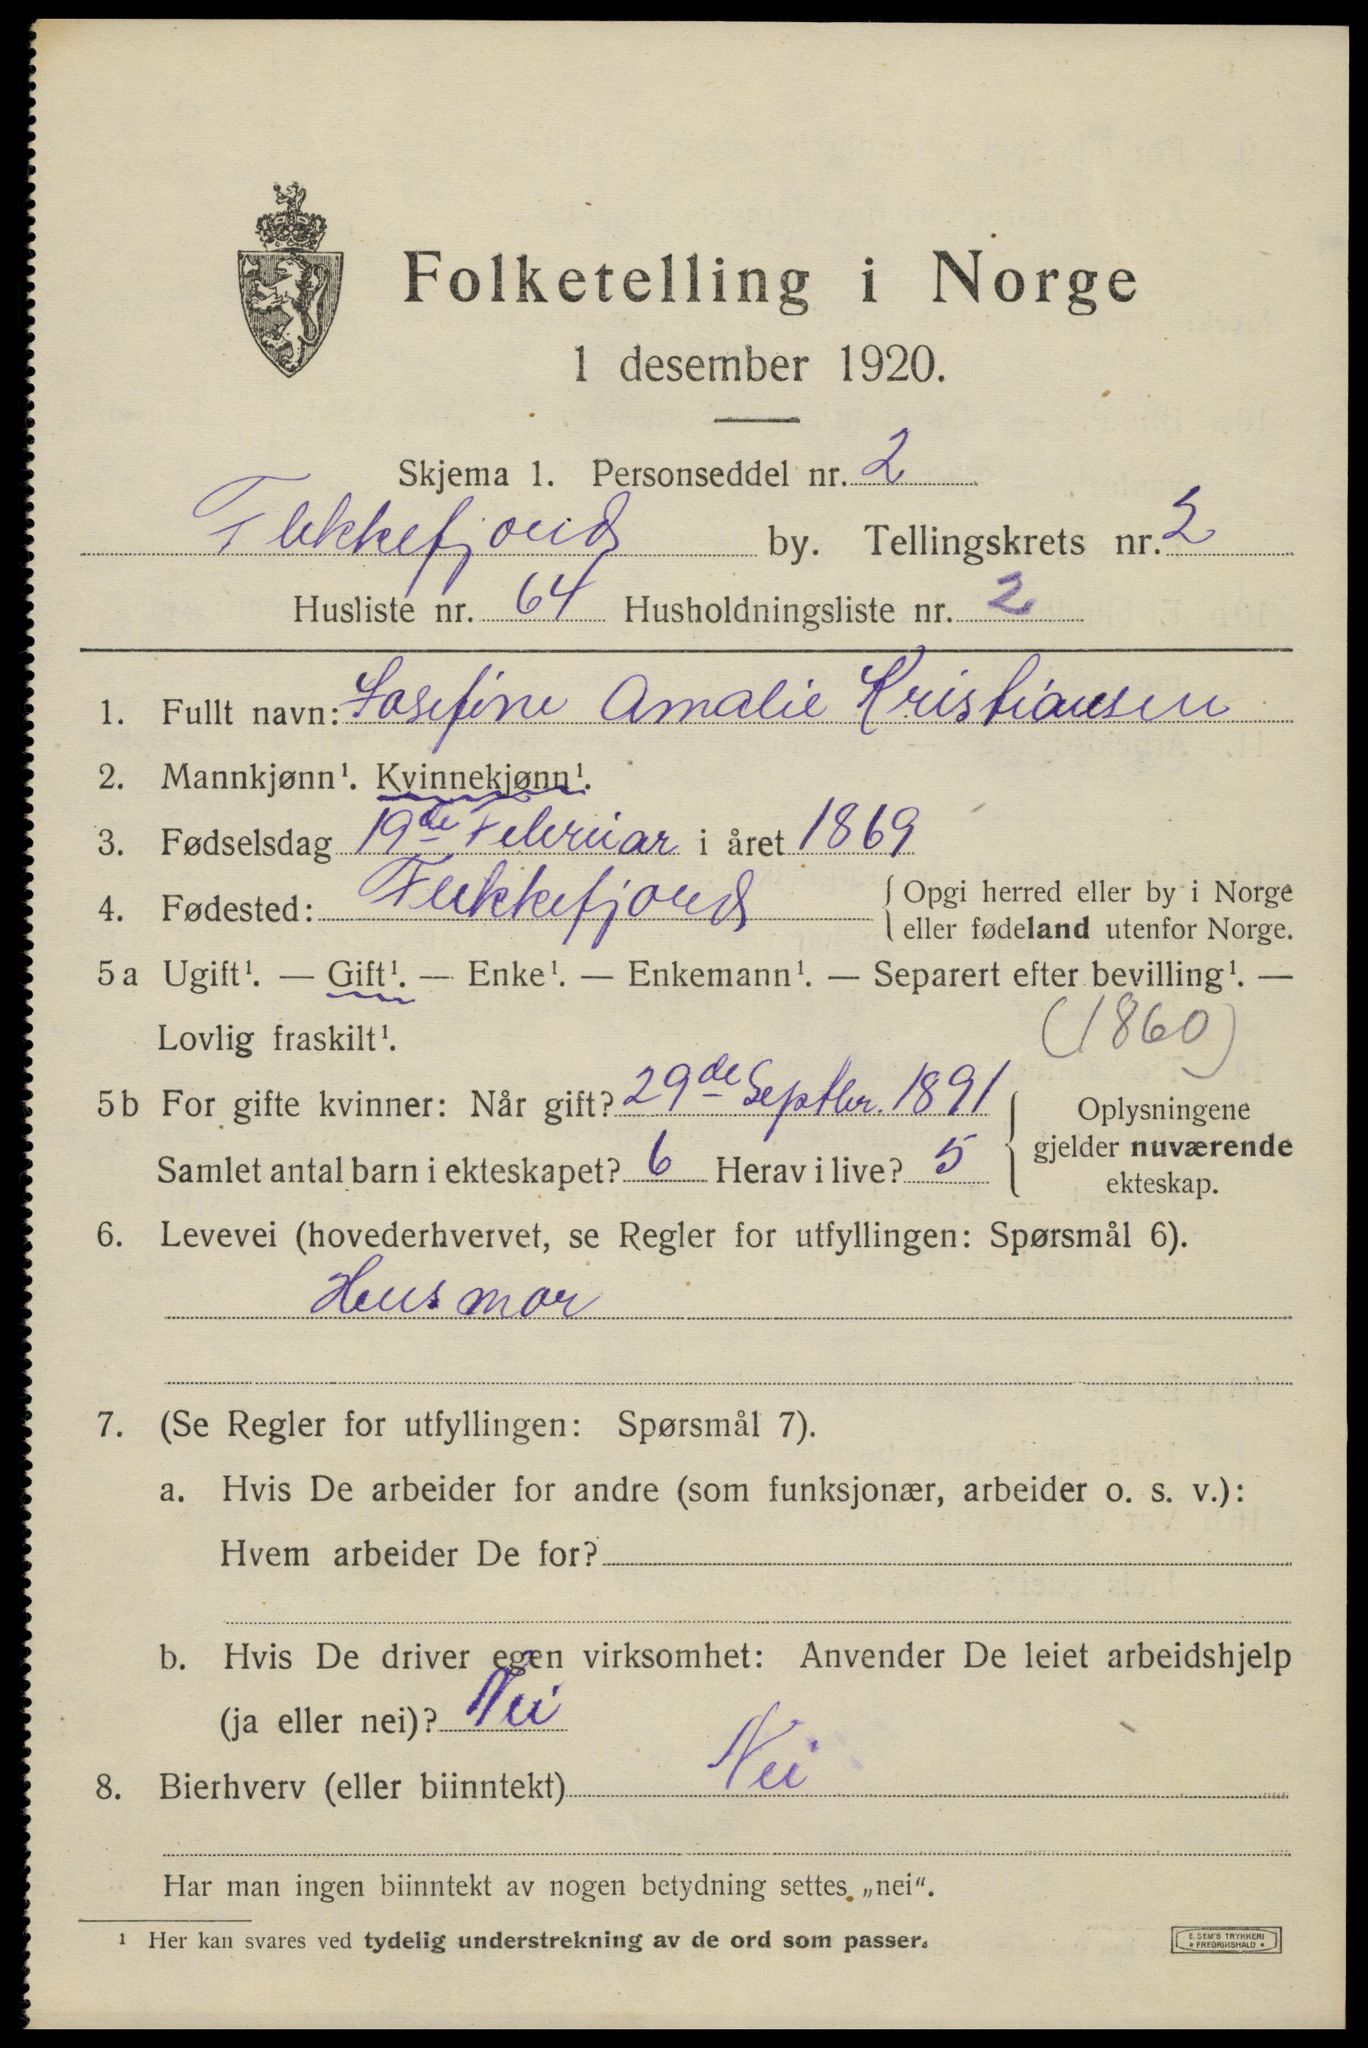 Folketelling i Norge
1 desember 1920.
Skjema 1. Personseddel nr. 2
Flekkefjord by. Tellingskrets nr. 2
Husliste nr. 64 Husholdningsliste nr. 2
1. Fullt navn: Josefine Amalie Kristiansen
2. Mannkjønn¹. Kvinnekjønn¹.
3. Fødselsdag 19de Februar i året 1869
4. Fødested: Flekkefjord { Opgi herred eller by i Norge
eller fødeland utenfor Norge.
5a Ugift¹. — Gift¹. — Enke¹. — Enkemann¹. — Separert efter bevilling¹. —
Lovlig fraskilt¹. (1860)
5b For gifte kvinner: Når gift? 29de Septbr. 1891
Samlet antal barn i ekteskapet? 6 Herav i live? 5
{ Oplysningene
gjelder nuværende
ekteskap.
6. Levevei (hovederhvervet, se Regler for utfyllingen: Spørsmål 6).
Husmor
7. (Se Regler for utfyllingen: Spørsmål 7).
a. Hvis De arbeider for andre (som funksjonær, arbeider o. s. v.):
Hvem arbeider De for?
b. Hvis De driver egen virksomhet: Anvender De leiet arbeidshjelp
(ja eller nei)? Nei
8. Bierhverv (eller biinntekt) Nei
Har man ingen biinntekt av nogen betydning settes „nei“.
¹ Her kan svares ved tydelig understrekning av de ord som passer.
E. SEM'S TRYKKERI
• FREDRIKSHALD •